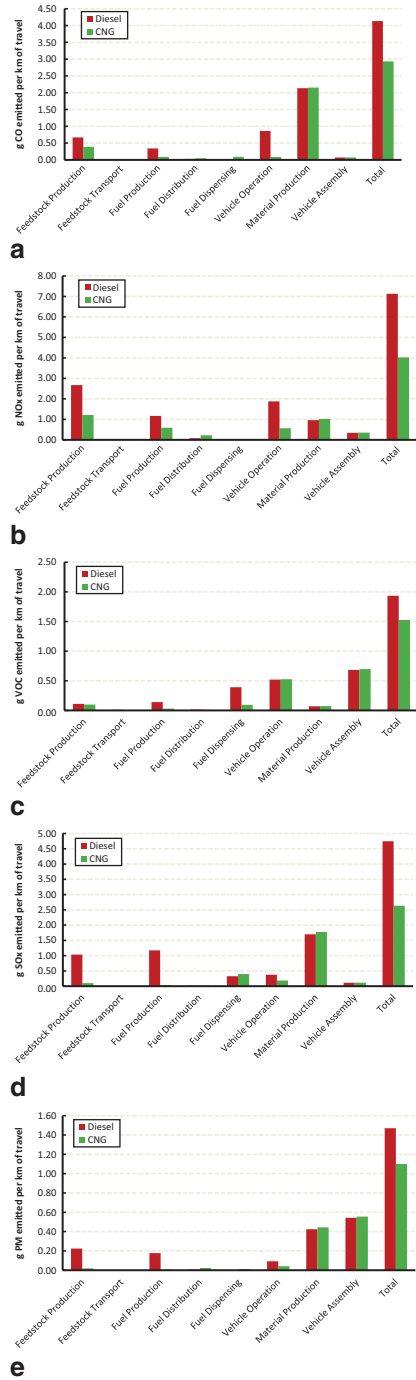 g CO emitted per km of travel
4.50
4.00
3.50
3.00
2.50
2.00
1.50
1.00
0.50
0.00
Diesel
CNG
Feedstock Production
Feedstock Transport
Fuel Production
Fuel Distribution
Fuel Dispensing
Vehicle Operation
Material Production
Vehicle Assembly
Total
a
g NOx emitted per km of travel
8.00
7.00
6.00
5.00
4.00
3.00
2.00
1.00
0.00
Diesel
CNG
Feedstock Production
Feedstock Transport
Fuel Production
Fuel Distribution
Fuel Dispensing
Vehicle Operation
Material Production
Vehicle Assembly
Total
b
g VOC emitted per km of travel
2.50
2.00
1.50
1.00
0.50
0.00
Diesel
CNG
Feedstock Production
Feedstock Transport
Fuel Production
Fuel Distribution
Fuel Dispensing
Vehicle Operation
Material Production
Vehicle Assembly
Total
c
g SOx emitted per km of travel
5.00
4.50
4.00
3.50
3.00
2.50
2.00
1.50
1.00
0.50
0.00
Diesel
CNG
Feedstock Production
Feedstock Transport
Fuel Production
Fuel Distribution
Fuel Dispensing
Vehicle Operation
Material Production
Vehicle Assembly
Total
d
g PM emitted per km of travel
1.60
1.40
1.20
1.00
0.80
0.60
0.40
0.20
0.00
Diesel
CNG
Feedstock Production
Feedstock Transport
Fuel Production
Fuel Distribution
Fuel Dispensing
Vehicle Operation
Material Production
Vehicle Assembly
Total
e